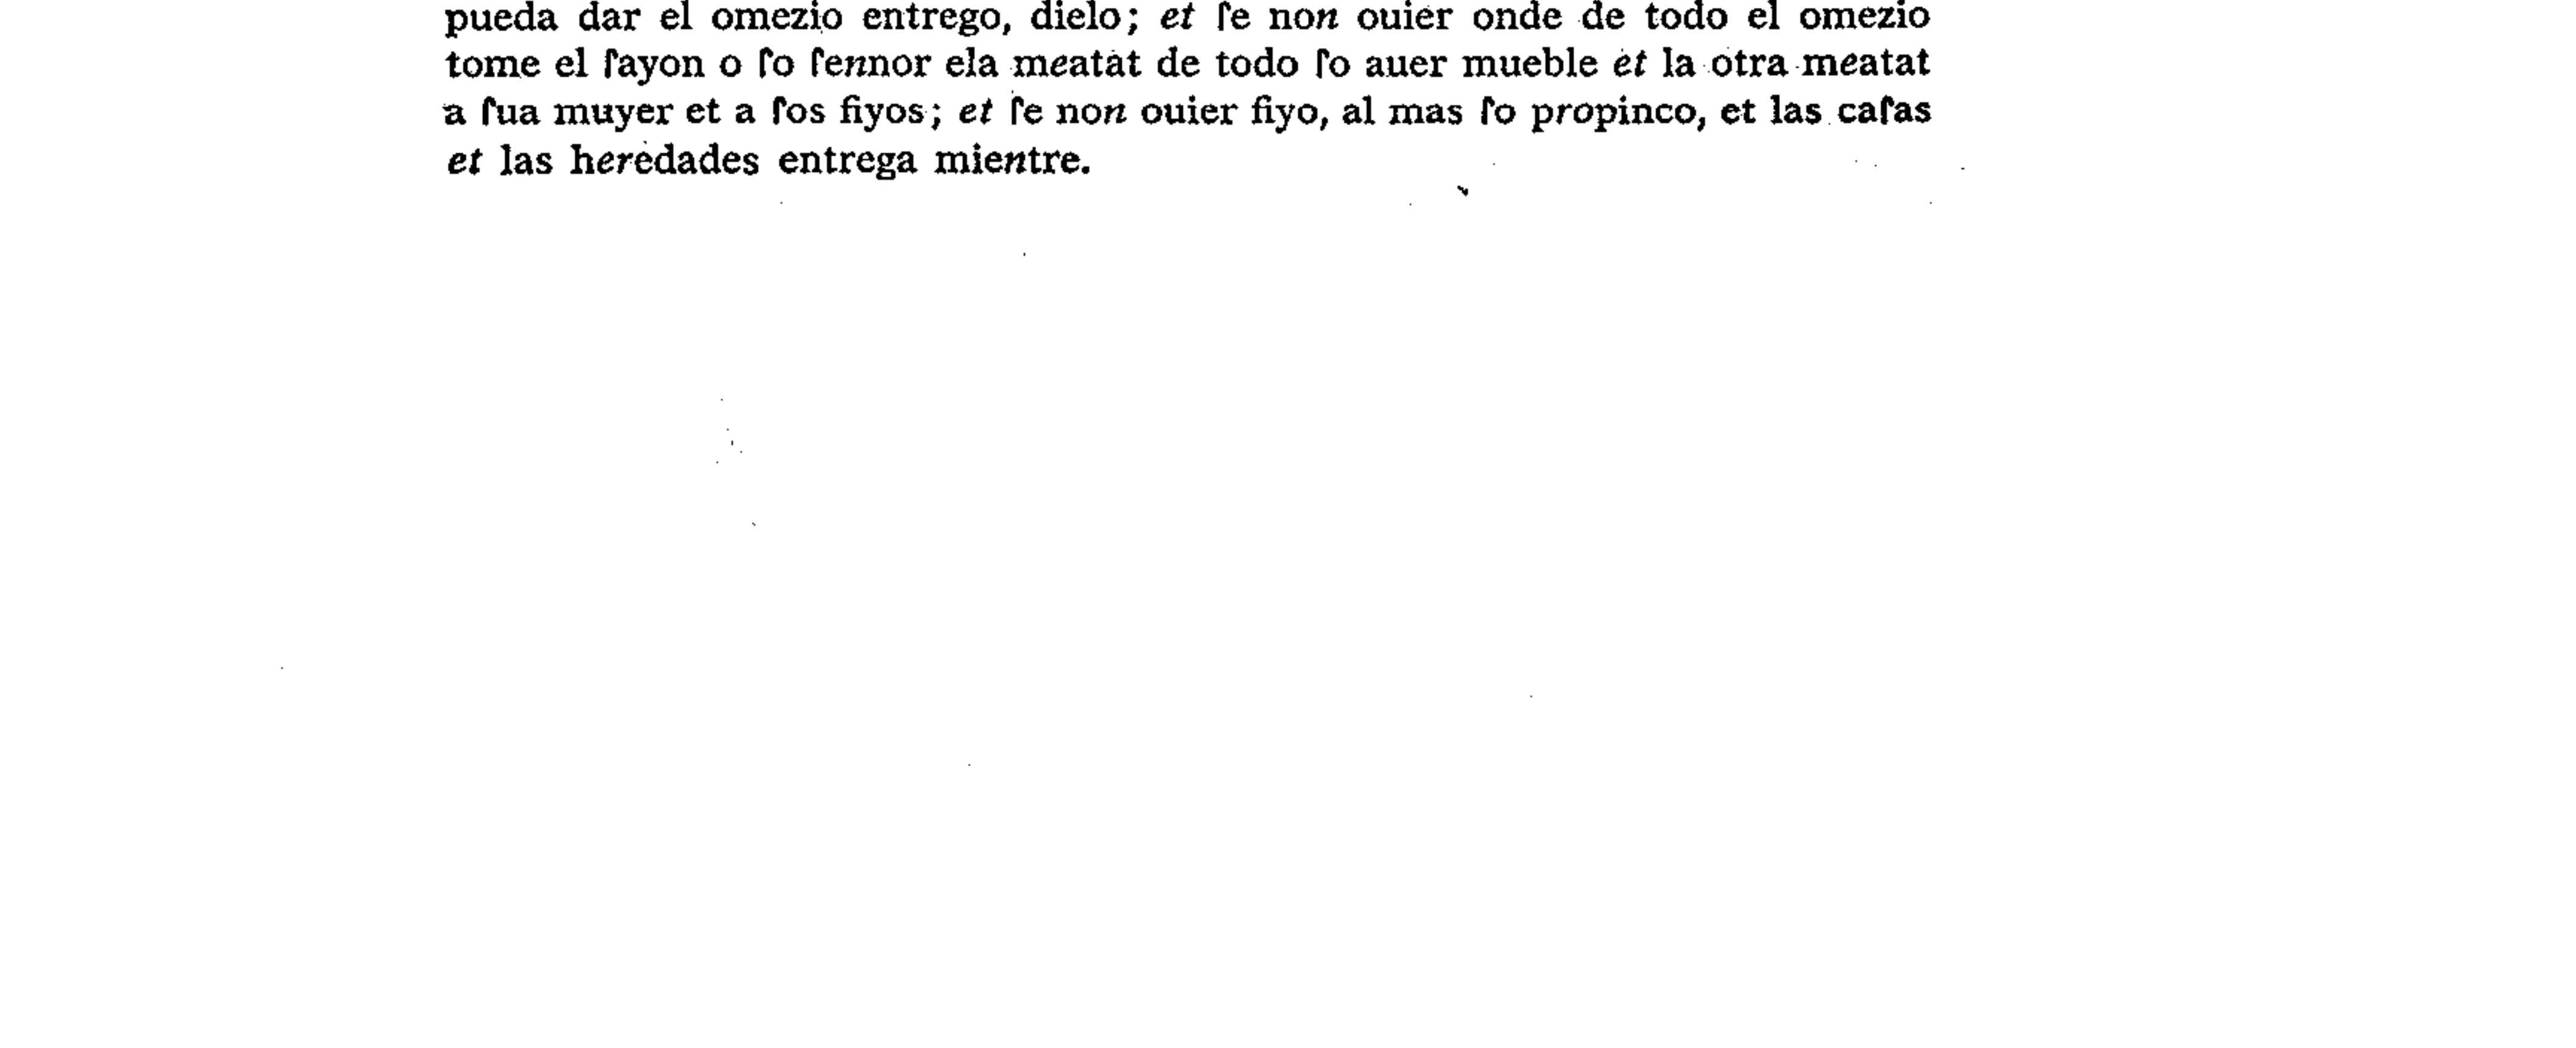 pueda dar el omezio entrego, dielo; et ſe non ouier onde de todo el omezio
tome el ſayon o ſo ſennor ela meatat de todo ſo auer mueble et la otra meatat
a ſua muyer et a ſos fiyos; et ſe non ouier fiyo, al mas ſo propinco, et las caſas
et las heredades entrega mientre.